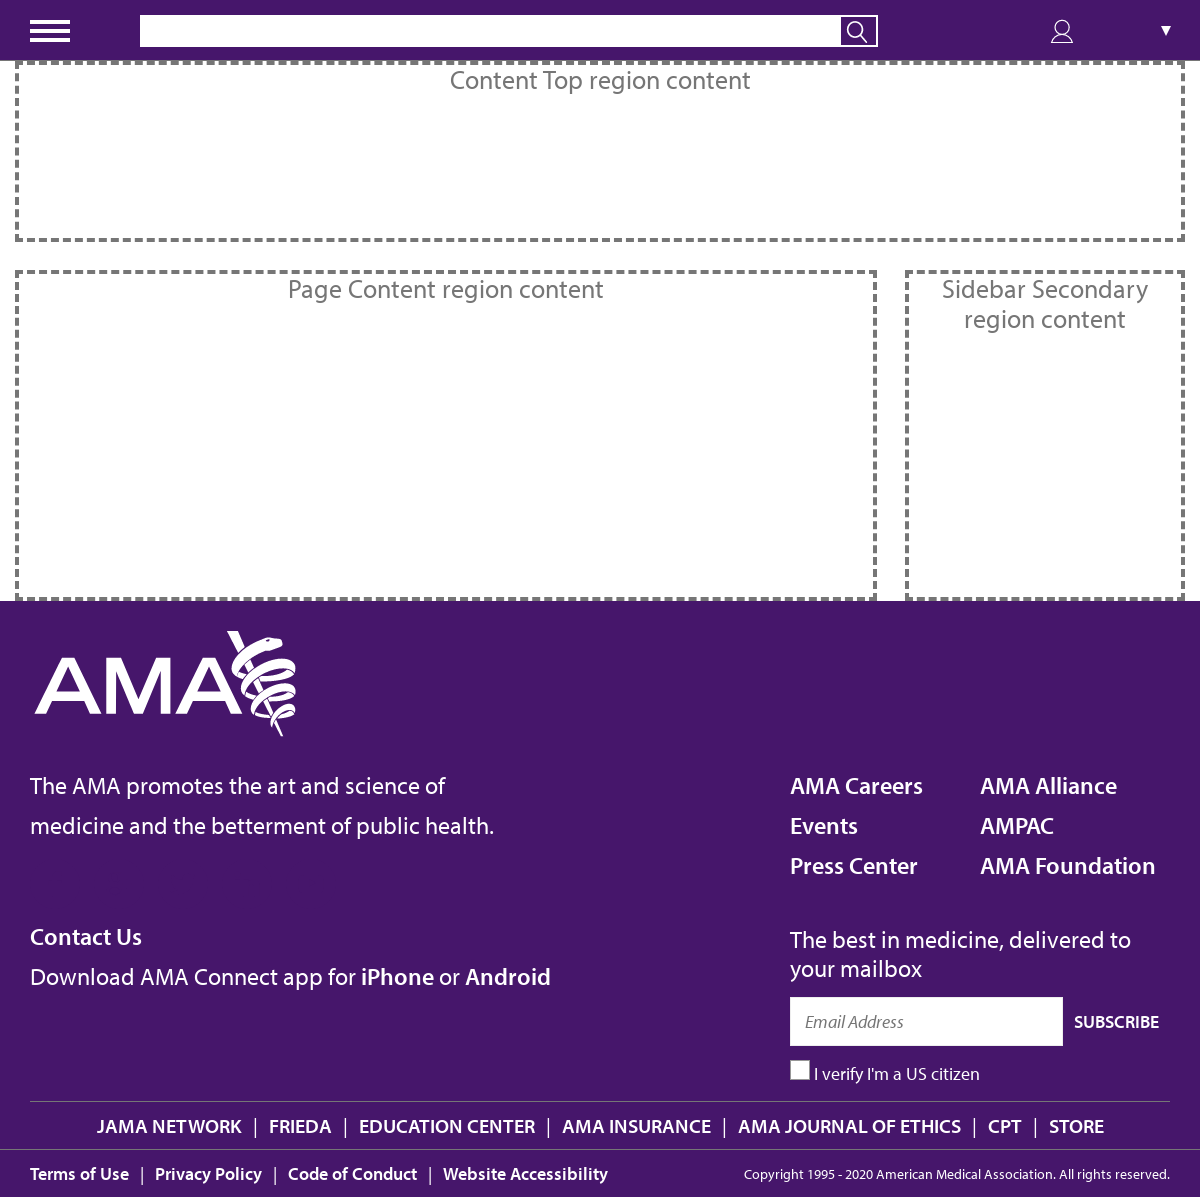 Content Top region content
Page Content region content
Sidebar Secondary
region content
AMA
The AMA promotes the art and science of
medicine and the betterment of public health.
AMA Careers
Events
Press Center
AMA Alliance
AMPAC
AMA Foundation
Contact Us
Download AMA Connect app for iPhone or Android
The best in medicine, delivered to
your mailbox
Email Address
SUBSCRIBE
I verify I'm a US citizen
JAMA NETWORK | FRIEDA | EDUCATION CENTER | AMA INSURANCE | AMA JOURNAL OF ETHICS | CPT | STORE
Terms of Use | Privacy Policy | Code of Conduct | Website Accessibility
Copyright 1995 - 2020 American Medical Association. All rights reserved.